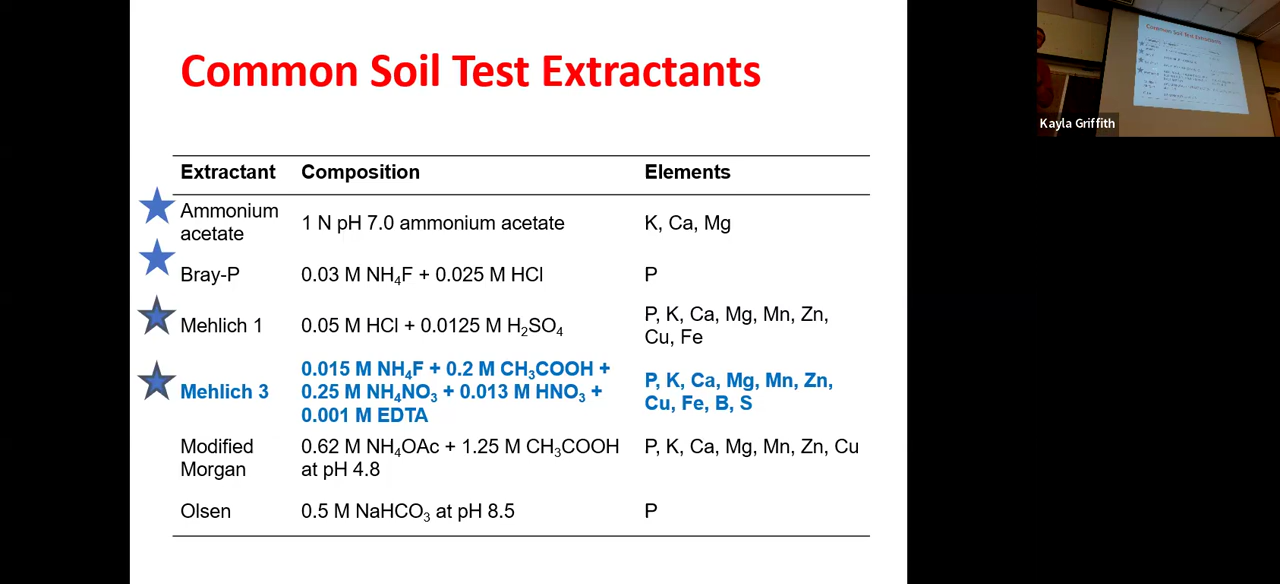 Common Soil Test Extractants
Extractant Composition Elements
Ammonium
acetate
1 N pH 7.0 ammonium acetate
K, Ca, Mg
Bray-P
0.03 M NH₄F + 0.025 M HCl
P
Mehlich 1
0.05 M HCl + 0.0125 M H₂SO₄
P, K, Ca, Mg, Mn, Zn,
Cu, Fe
Mehlich 3
0.015 M NH₄F + 0.2 M CH₃COOH +
0.25 M NH₄NO₃ + 0.013 M HNO₃ +
0.001 M EDTA
P, K, Ca, Mg, Mn, Zn,
Cu, Fe, B, S
Modified
Morgan
0.62 M NH₄OAc + 1.25 M CH₃COOH
at pH 4.8
P, K, Ca, Mg, Mn, Zn, Cu
Olsen
0.5 M NaHCO₃ at pH 8.5
P
Common Soil Test Extractants
Kayla Griffith